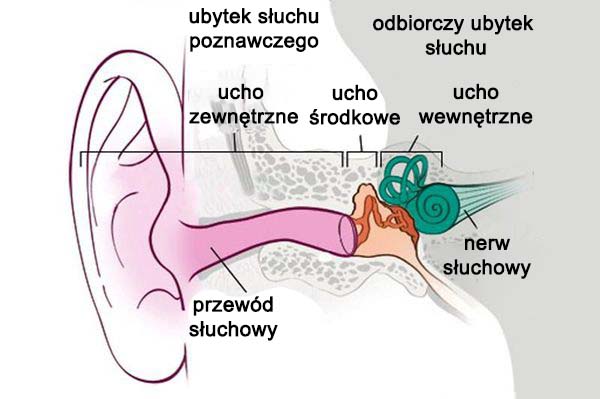 ubytek słuchu
poznawczego
odbiorczy ubytek
słuchu
ucho
zewnętrzne
ucho
środkowe
ucho
wewnętrzne
nerw
słuchowy
przewód
słuchowy